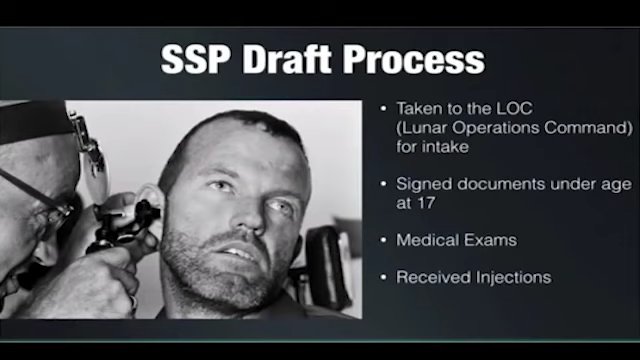 SSP Draft Process
• Taken to the LOC
(Lunar Operations Command)
for intake
• Signed documents under age
at 17
• Medical Exams
• Received Injections